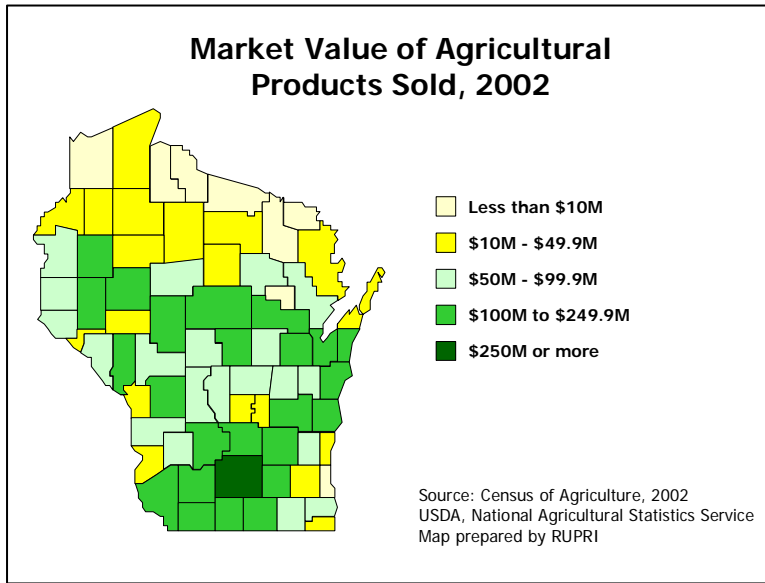 Market Value of Agricultural
Products Sold, 2002
Less than $10M
$10M - $49.9M
$50M - $99.9M
$100M to $249.9M
$250M or more
Source: Census of Agriculture, 2002
USDA, National Agricultural Statistics Service
Map prepared by RUPRI